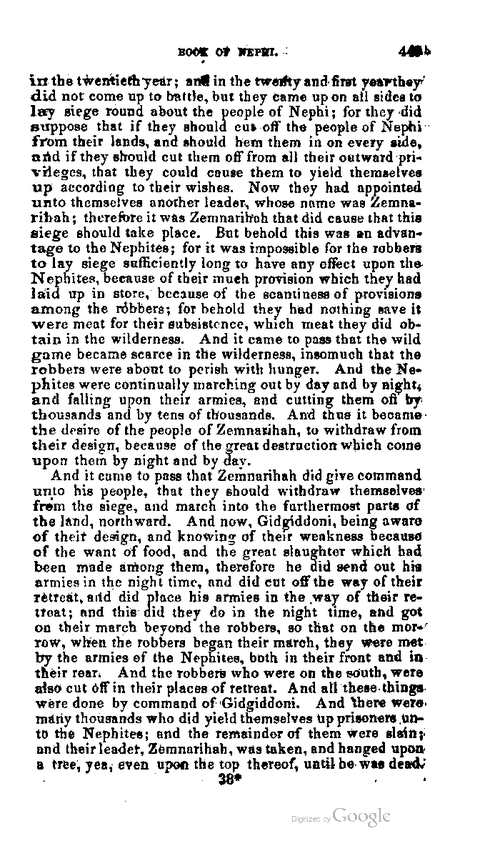 BOOK OF NEPHI.
in the twentieth year; and in the twenty and first year they
did not come up to battle, but they came up on all sides to
lay siege round about the people of Nephi; for they did
suppose that if they should cut off the people of Nephi
from their lands, and should hem them in on every side,
and if they should cut them off from all their outward pri-
vileges, that they could cause them to yield themselves
up according to their wishes. Now they had appointed
unto themselves another leader, whose name was Zemna-
rihah; therefore it was Zemnarihah that did cause that this
siege should take place. But behold this was an advan-
tage to the Nephites; for it was impossible for the robbers
to lay siege sufficiently long to have any effect upon the
Nephites, because of their much provision which they had
laid up in store, because of the scantiness of provisions
among the robbers; for behold they had nothing save it
were meat for their subsistence, which meat they did ob-
tain in the wilderness. And it came to pass that the wild
game became scarce in the wilderness, insomuch that the
robbers were about to perish with hunger. And the Ne-
phites were continually marching out by day and by night,
and falling upon their armies, and cutting them off by
thousands and by tens of thousands. And thus it became
the desire of the people of Zemnarihah, to withdraw from
their design, because of the great destruction which come
upon them by night and by day.
And it came to pass that Zemnarihah did give command
unto his people, that they should withdraw themselves
from the siege, and march into the farthermost parts of
the land, northward. And now, Gidgiddoni, being aware
of their design, and knowing of their weakness because
of the want of food, and the great slaughter which had
been made among them, therefore he did send out his
armies in the night time, and did cut off the way of their
retreat, and did place his armies in the way of their re-
treat; and this did they do in the night time, and got
on their march beyond the robbers, so that on the mor-
row, when the robbers began their march, they were met
by the armies of the Nephites, both in their front and in
their rear. And the robbers who were on the south, were
also cut off in their places of retreat. And all these things
were done by command of Gidgiddoni. And there were
many thousands who did yield themselves up prisoners un-
to the Nephites; and the remainder of them were slain;
and their leader, Zemnarihah, was taken, and hanged upon
a tree, yea, even upon the top thereof, until he was dead.
38*
Digitized by Google